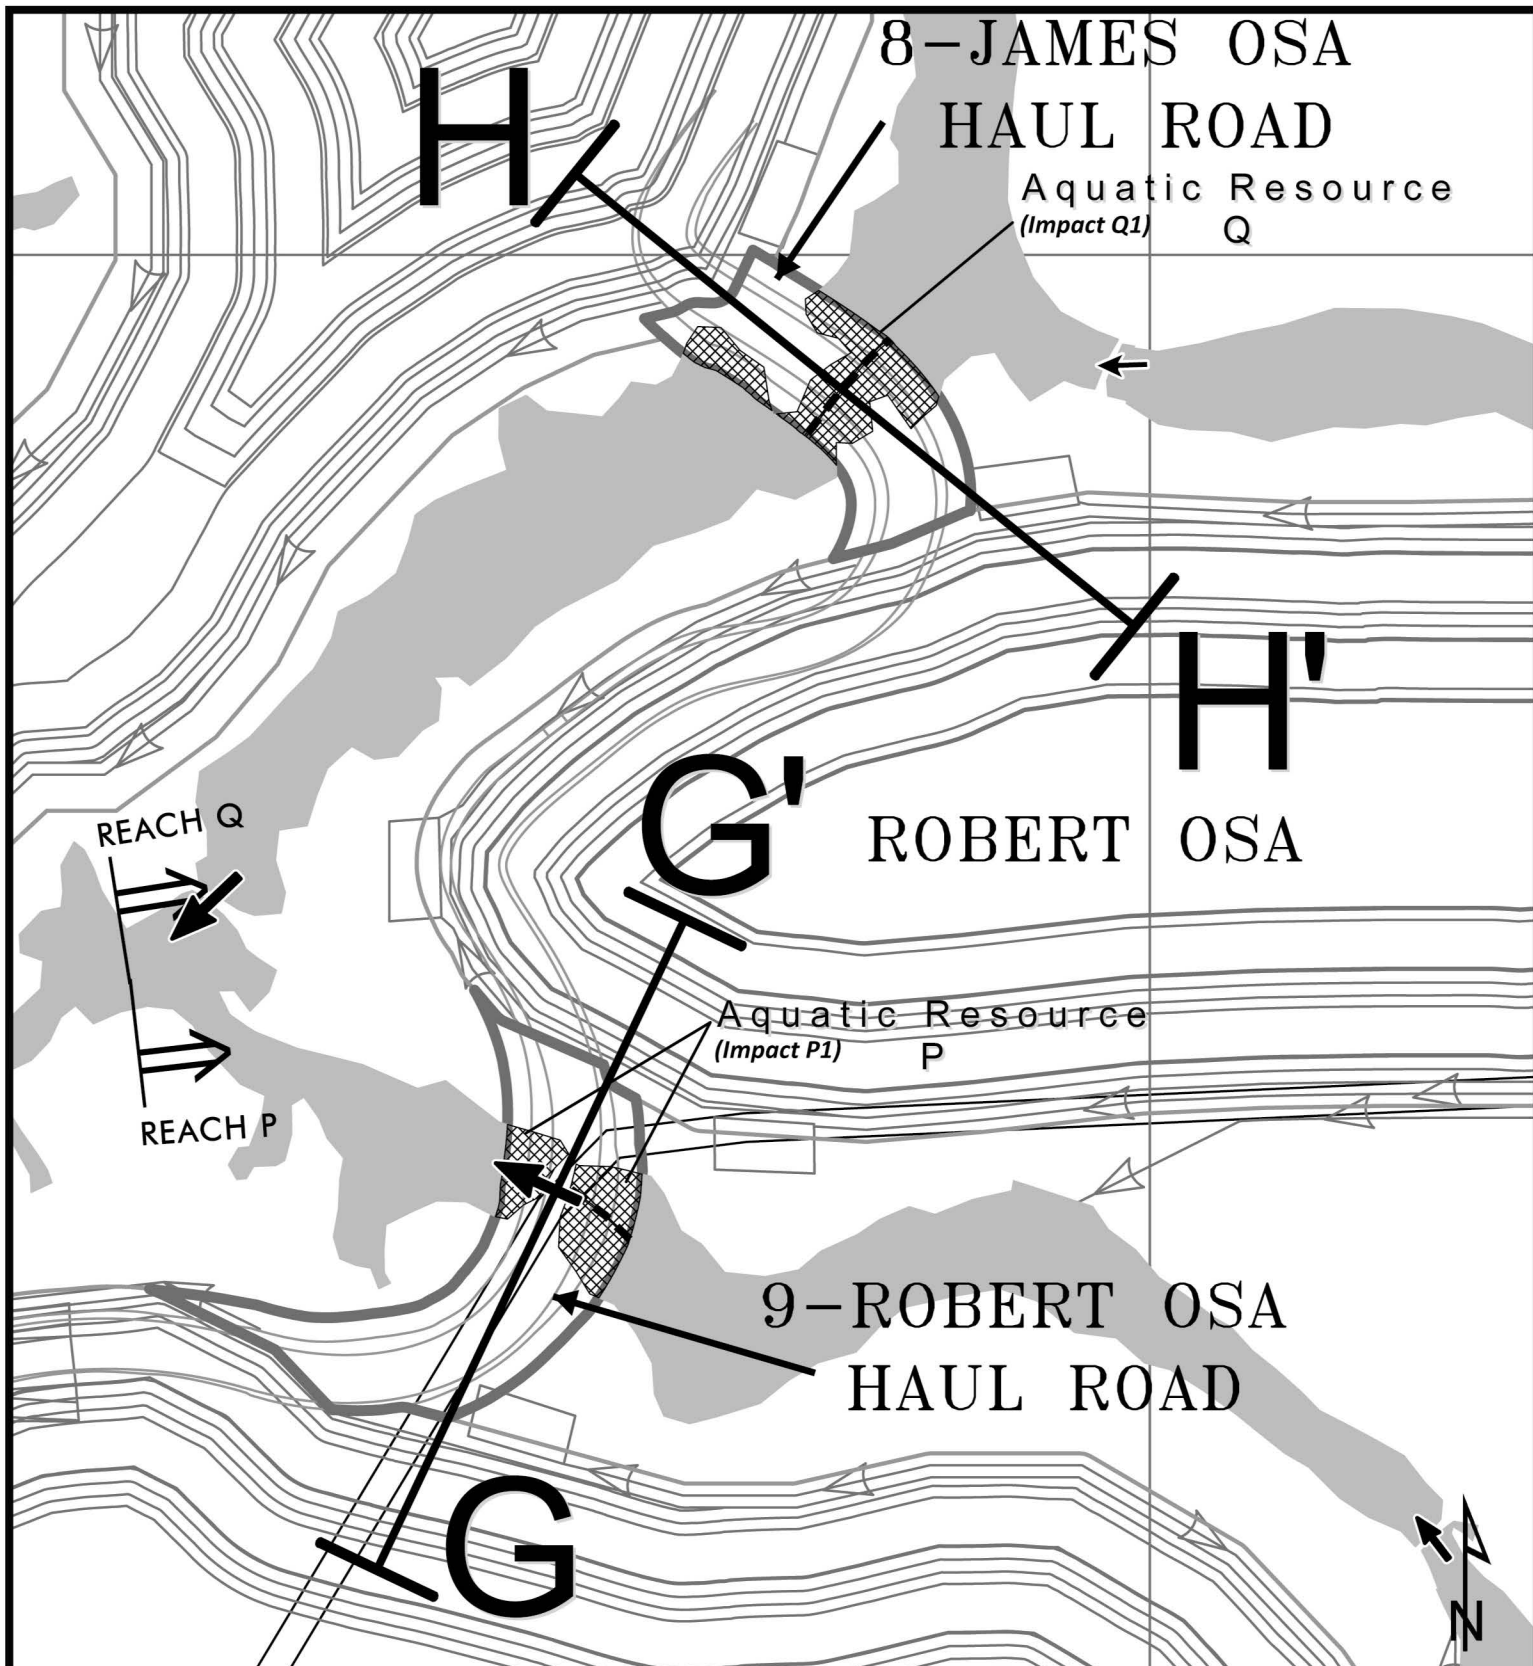 8-JAMES OSA
HAUL ROAD
H
Aquatic Resource
(Impact Q1) Q
H'
G'
ROBERT OSA
REACH Q
Aquatic Resource
(Impact P1) P
REACH P
9-ROBERT OSA
HAUL ROAD
G
N